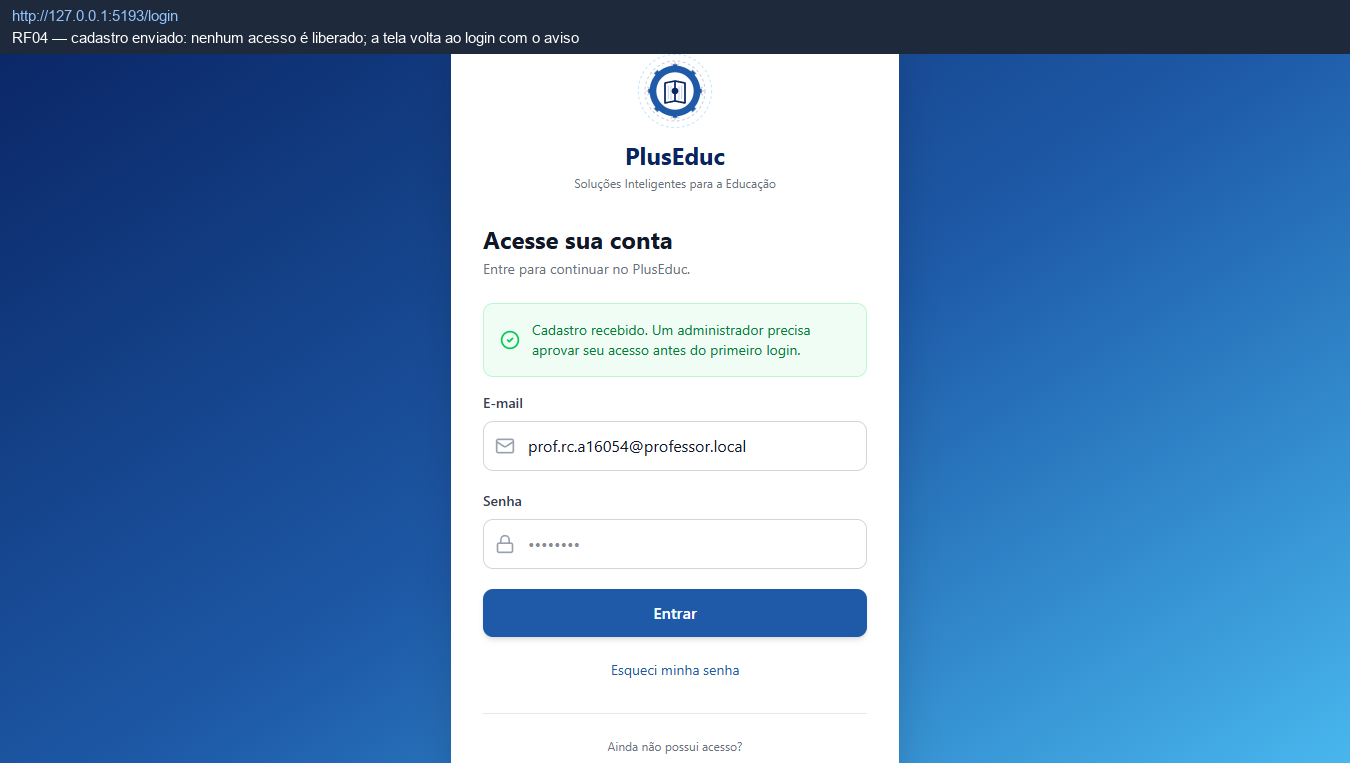 http://127.0.0.1:5193/login
RF04 — cadastro enviado: nenhum acesso é liberado; a tela volta ao login com o aviso
PlusEduc
Soluções Inteligentes para a Educação
Acesse sua conta
Entre para continuar no PlusEduc.
Cadastro recebido. Um administrador precisa
aprovar seu acesso antes do primeiro login.
E-mail
prof.rc.a16054@professor.local
Senha
••••••••
Entrar
Esqueci minha senha
Ainda não possui acesso?